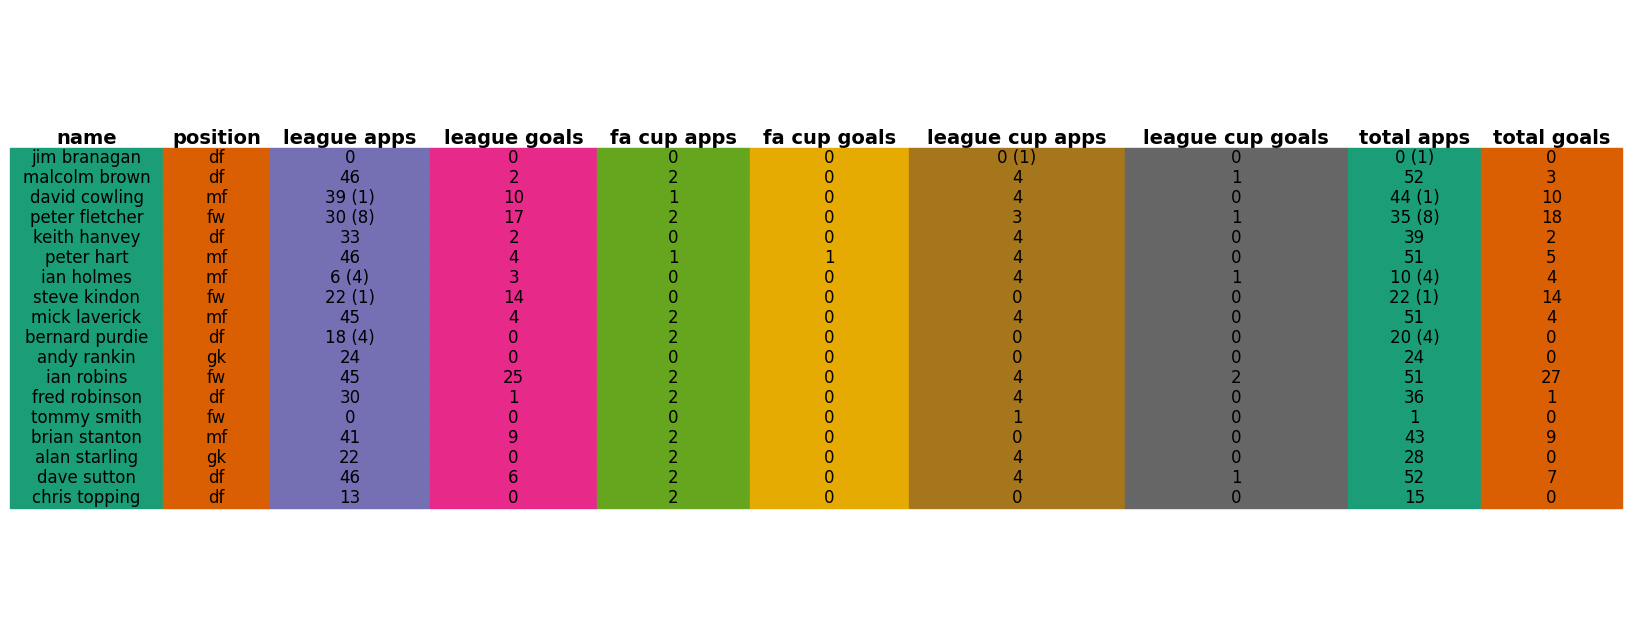 name position league apps league goals fa cup apps fa cup goals league cup apps league cup goals total apps total goals
jim branagan df 0 0 0 0 0 (1) 0 0 (1) 0
malcolm brown df 46 2 2 0 4 1 52 3
david cowling mf 39 (1) 10 1 0 4 0 44 (1) 10
peter fletcher fw 30 (8) 17 2 0 3 1 35 (8) 18
keith hanvey df 33 2 0 0 4 0 39 2
peter hart mf 46 4 1 1 4 0 51 5
ian holmes mf 6 (4) 3 0 0 4 1 10 (4) 4
steve kindon fw 22 (1) 14 0 0 0 0 22 (1) 14
mick laverick mf 45 4 2 0 4 0 51 4
bernard purdie df 18 (4) 0 2 0 0 0 20 (4) 0
andy rankin gk 24 0 0 0 0 0 24 0
ian robins fw 45 25 2 0 4 2 51 27
fred robinson df 30 1 2 0 4 0 36 1
tommy smith fw 0 0 0 0 1 0 1 0
brian stanton mf 41 9 2 0 0 0 43 9
alan starling gk 22 0 2 0 4 0 28 0
dave sutton df 46 6 2 0 4 1 52 7
chris topping df 13 0 2 0 0 0 15 0